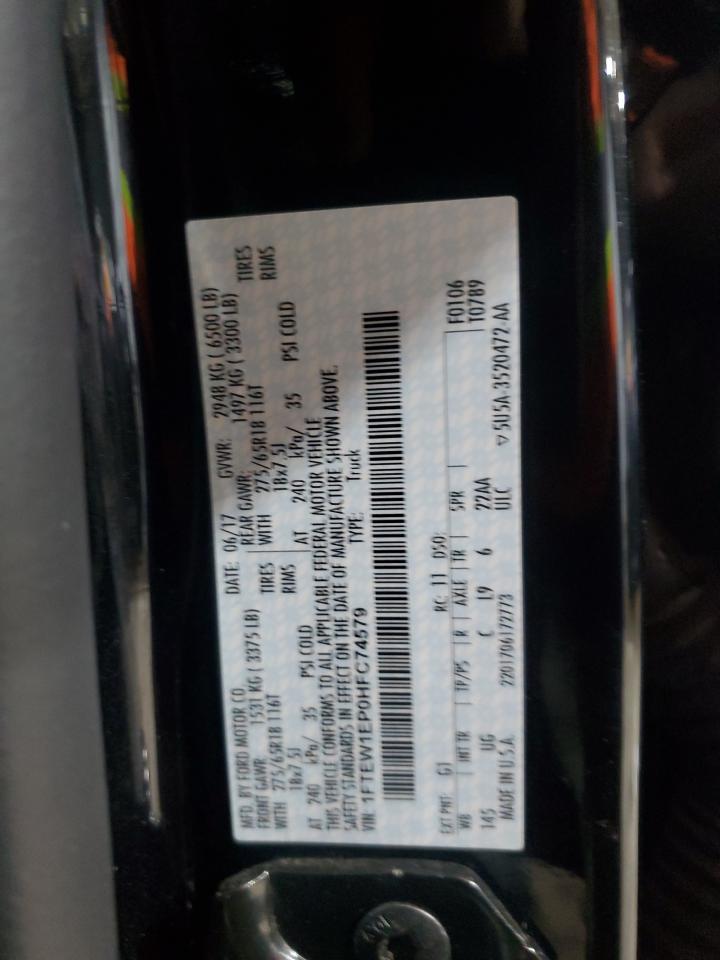 MFD. BY FORD MOTOR CO.
DATE: 06/17 GVWR: 2948 KG ( 6500 LB)
FRONT GAWR: 1531 KG ( 3375 LB) REAR GAWR: 1497 KG ( 3300 LB)
WITH 275/65R18 116T TIRES WITH 275/65R18 116T TIRES
18x7.5J RIMS 18x7.5J RIMS
AT 240 kPa/ 35 PSI COLD AT 240 kPa/ 35 PSI COLD
THIS VEHICLE CONFORMS TO ALL APPLICABLE FEDERAL MOTOR VEHICLE
SAFETY STANDARDS IN EFFECT ON THE DATE OF MANUFACTURE SHOWN ABOVE.
VIN: 1FTEW1EP0HFC74579 TYPE: Truck
EXT PNT: G1 RC: 11 DSO: F0106
WB INT TR TP/PS R AXLE TR SPR T0789
145 UG C L9 6 22AA
MADE IN U.S.A. 2201706172773 ULC ▽5U5A-3520472-AA